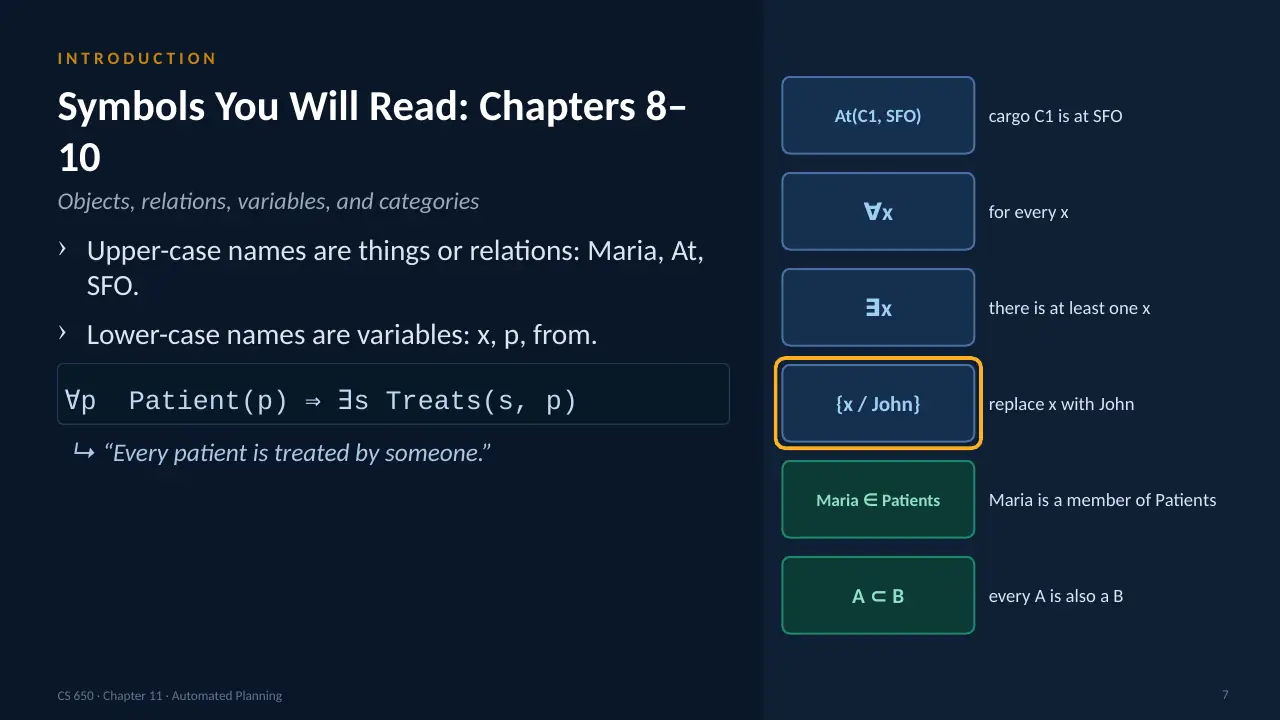 INTRODUCTION
Symbols You Will Read: Chapters 8–
10
Objects, relations, variables, and categories
› Upper-case names are things or relations: Maria, At,
SFO.
› Lower-case names are variables: x, p, from.
∀p  Patient(p) ⇒ ∃s Treats(s, p)
↪ “Every patient is treated by someone.”
At(C1, SFO) cargo C1 is at SFO
∀x for every x
∃x there is at least one x
{x / John} replace x with John
Maria ∈ Patients Maria is a member of Patients
A ⊂ B every A is also a B
CS 650 · Chapter 11 · Automated Planning
7